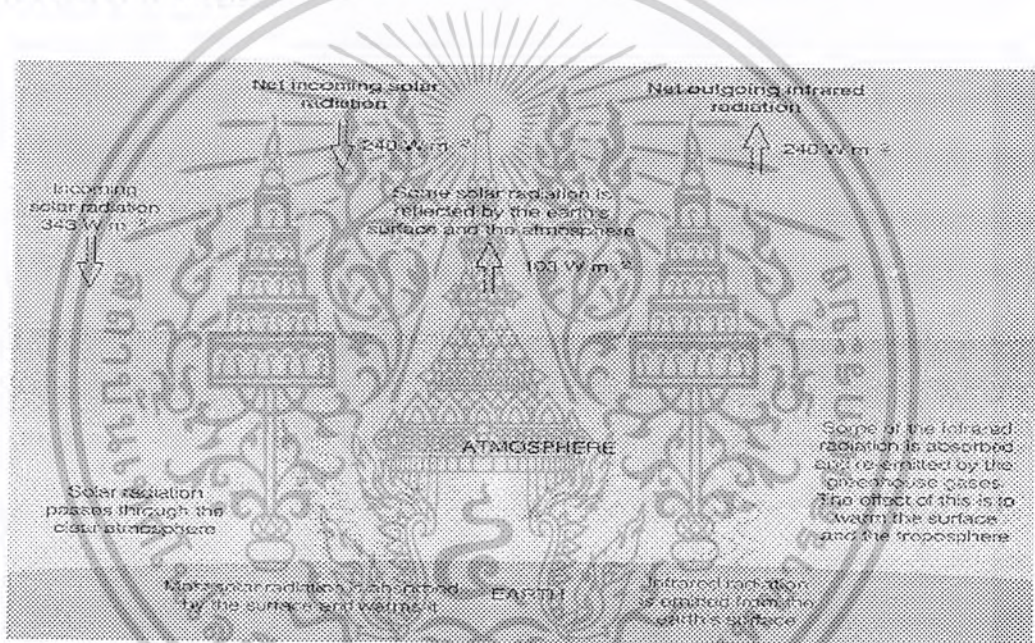 Net incoming solar
radiation
240 W m⁻²
Net outgoing infrared
radiation
240 W m⁻²
Incoming
solar radiation
343 W m⁻²
Some solar radiation is
reflected by the earth's
surface and the atmosphere
103 W m⁻²
ATMOSPHERE
Solar radiation
passes through the
clear atmosphere
Some of the infrared
radiation is absorbed
and re-emitted by the
greenhouse gases.
The effect of this is to
warm the surface
and the troposphere
Most solar radiation is absorbed
by the surface and warms it
EARTH
Infrared radiation
is emitted from the
earth's surface